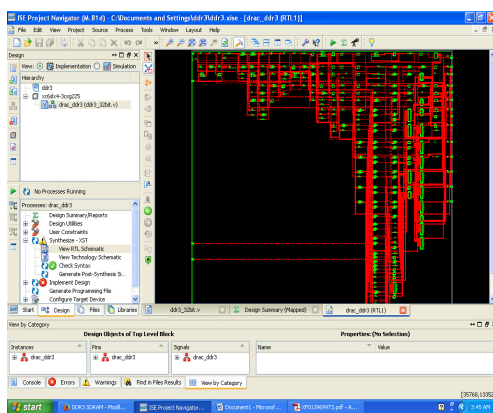 ISE Project Navigator (M.81d) - C:\Documents and Settings\ddr3\ddr3.xise - [drac_ddr3 (RTL1)]
File Edit View Project Source Process Tools Window Layout Help
Design
View: Implementation Simulation
Hierarchy
ddr3
xc6slx4-3csg225
drac_ddr3 (ddr3_32bit.v)
No Processes Running
Processes: drac_ddr3
Design Summary/Reports
Design Utilities
User Constraints
Synthesize - XST
View RTL Schematic
View Technology Schematic
Check Syntax
Generate Post-Synthesis Si...
Implement Design
Generate Programming File
Configure Target Device
Start Design Files Libraries
ddr3_32bit.v Design Summary (Mapped) drac_ddr3 (RTL1)
View by Category
Design Objects of Top Level Block Properties: (No Selection)
Instances Pins Signals Name Value
drac_ddr3 drac_ddr3 drac_ddr3
Console Errors Warnings Find in Files Results View by Category
[35768,1335
start DDR3 SDRAM - Mozill... ISE Project Navigator... Document1 - Microsof... XF013969973.pdf - A... 3:45 AM